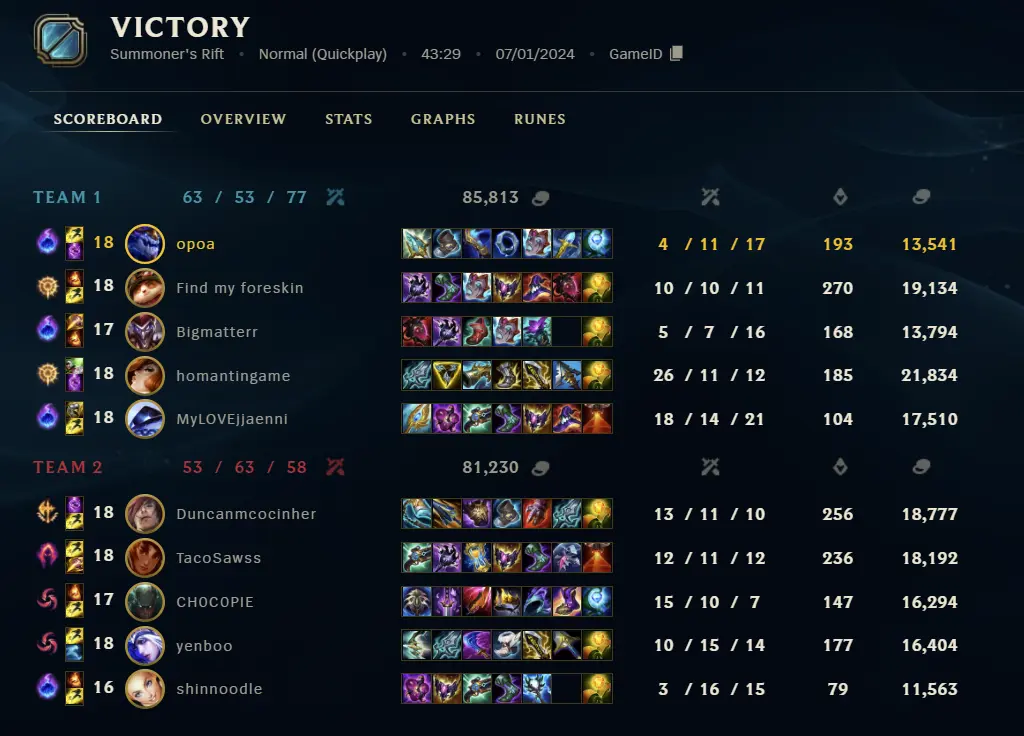 VICTORY
Summoner's Rift • Normal (Quickplay) • 43:29 • 07/01/2024 • GameID
SCOREBOARD OVERVIEW STATS GRAPHS RUNES
TEAM 1 63 / 53 / 77 85,813
18 opoa 4 / 11 / 17 193 13,541
18 Find my foreskin 10 / 10 / 11 270 19,134
17 Bigmatterr 5 / 7 / 16 168 13,794
18 homantingame 26 / 11 / 12 185 21,834
18 MyLOVEjjaenni 18 / 14 / 21 104 17,510
TEAM 2 53 / 63 / 58 81,230
18 Duncanmcocinher 13 / 11 / 10 256 18,777
18 TacoSawss 12 / 11 / 12 236 18,192
17 CH0C0PIE 15 / 10 / 7 147 16,294
18 yenboo 10 / 15 / 14 177 16,404
16 shinnoodle 3 / 16 / 15 79 11,563